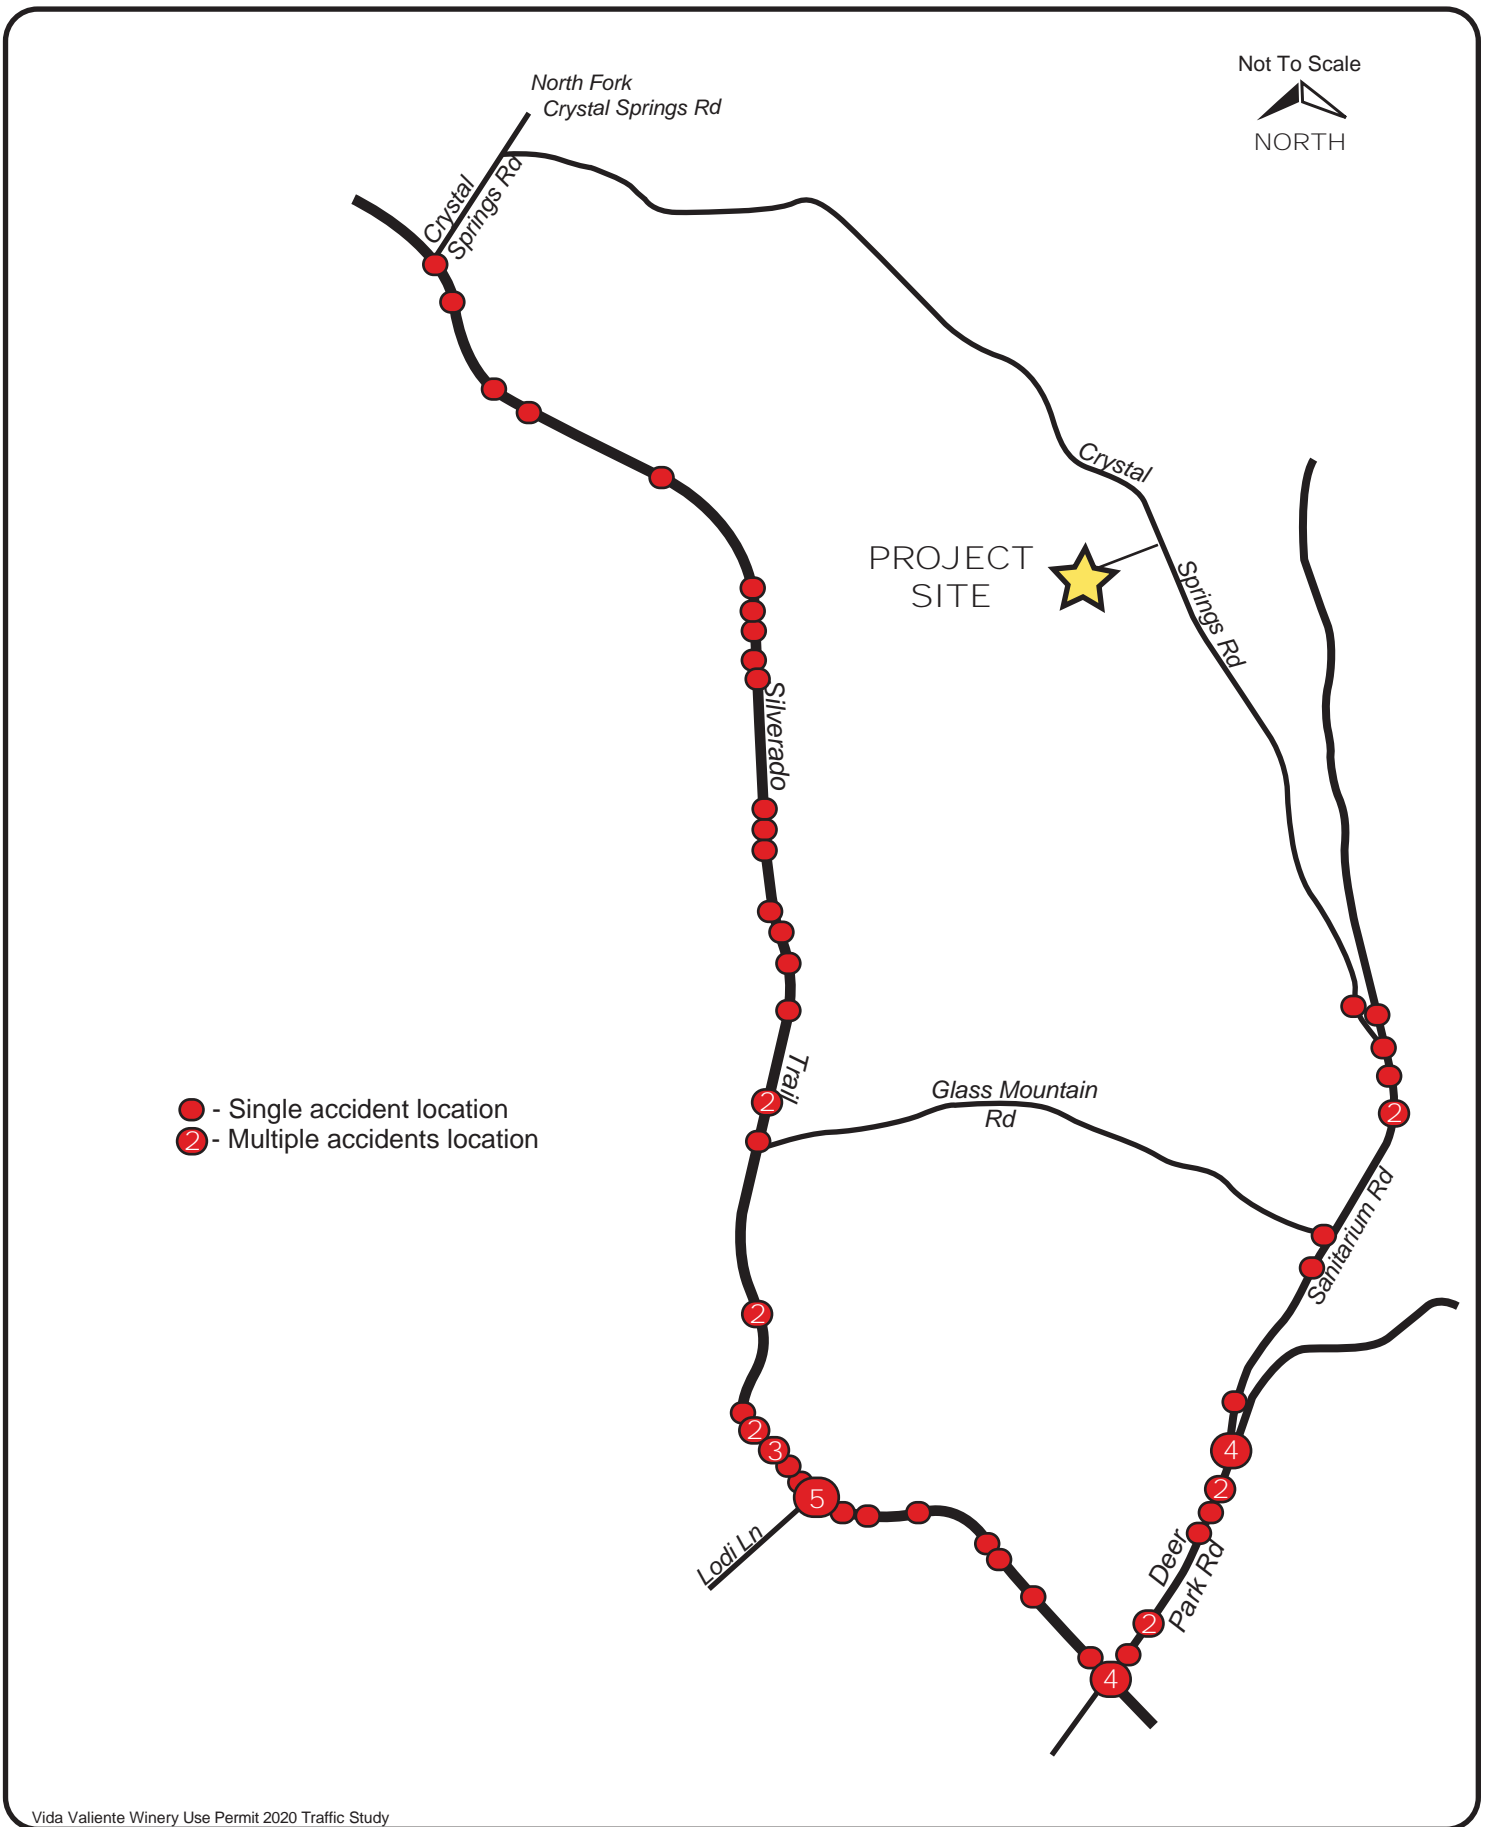 Not To Scale
NORTH
North Fork
Crystal Springs Rd
Crystal
Springs Rd
Crystal
Springs Rd
PROJECT
SITE
Silverado
Trail
Glass Mountain
Rd
2
2
- Single accident location
2 - Multiple accidents location
Sanitarium Rd
2
2
3
5
4
2
Deer
Park Rd
Lodi Ln
2
4
Vida Valiente Winery Use Permit 2020 Traffic Study